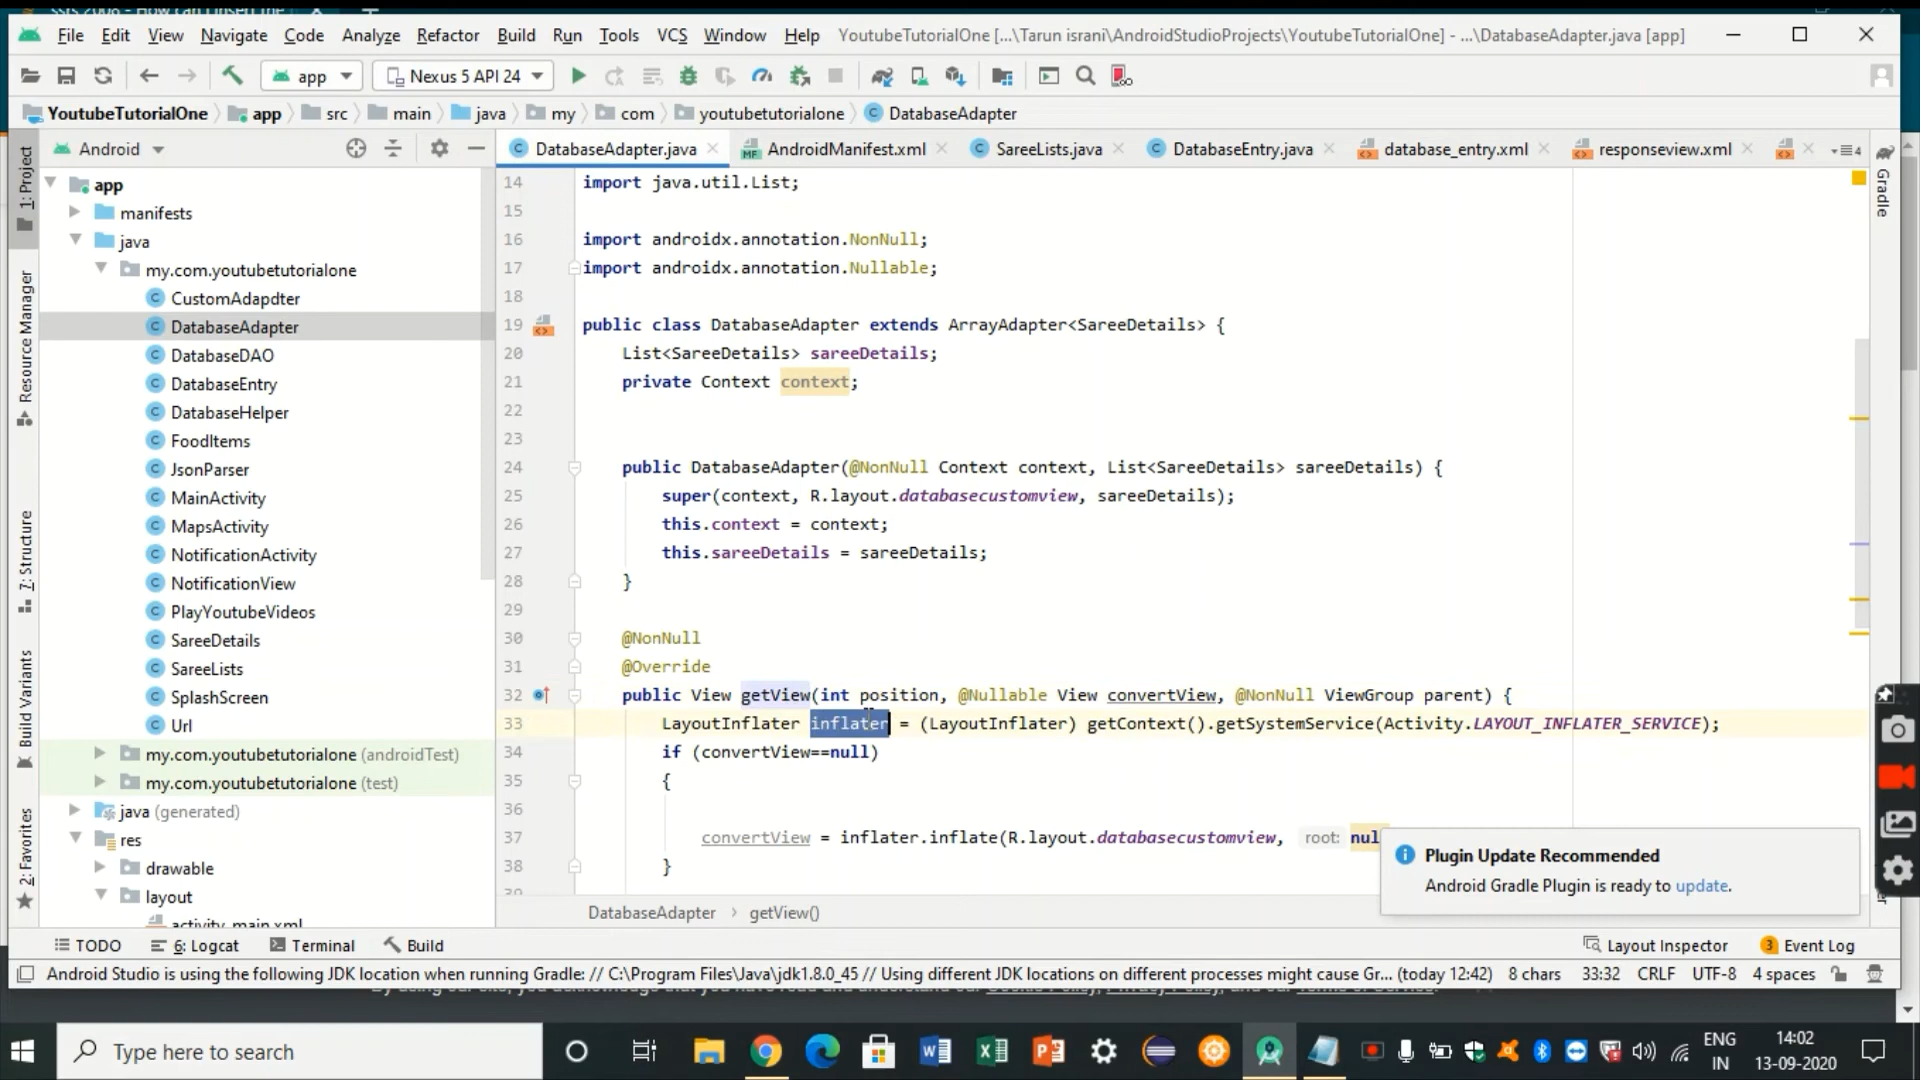 File Edit View Navigate Code Analyze Refactor Build Run Tools VCS Window Help YoutubeTutorialOne [...\Tarun israni\AndroidStudioProjects\YoutubeTutorialOne] - ...\DatabaseAdapter.java [app]
app Nexus 5 API 24
YoutubeTutorialOne app src main java my com youtubetutorialone DatabaseAdapter
Android
DatabaseAdapter.java AndroidManifest.xml SareeLists.java DatabaseEntry.java database_entry.xml responseview.xml 4
1: Project
Resource Manager
7: Structure
Build Variants
2: Favorites
app
manifests
java
my.com.youtubetutorialone
CustomAdapdter
DatabaseAdapter
DatabaseDAO
DatabaseEntry
DatabaseHelper
FoodItems
JsonParser
MainActivity
MapsActivity
NotificationActivity
NotificationView
PlayYoutubeVideos
SareeDetails
SareeLists
SplashScreen
Url
my.com.youtubetutorialone (androidTest)
my.com.youtubetutorialone (test)
java (generated)
res
drawable
layout
activity_main.xml
14 import java.util.List;
15
16 import androidx.annotation.NonNull;
17 import androidx.annotation.Nullable;
18
19 public class DatabaseAdapter extends ArrayAdapter<SareeDetails> {
20 List<SareeDetails> sareeDetails;
21 private Context context;
22
23
24 public DatabaseAdapter(@NonNull Context context, List<SareeDetails> sareeDetails) {
25 super(context, R.layout.databasecustomview, sareeDetails);
26 this.context = context;
27 this.sareeDetails = sareeDetails;
28 }
29
30 @NonNull
31 @Override
32 public View getView(int position, @Nullable View convertView, @NonNull ViewGroup parent) {
33 LayoutInflater inflater = (LayoutInflater) getContext().getSystemService(Activity.LAYOUT_INFLATER_SERVICE);
34 if (convertView==null)
35 {
36
37 convertView = inflater.inflate(R.layout.databasecustomview, root: nul
38 }
39
Gradle
Plugin Update Recommended
Android Gradle Plugin is ready to update.
DatabaseAdapter › getView()
TODO 6: Logcat Terminal Build Layout Inspector 3 Event Log
Android Studio is using the following JDK location when running Gradle: // C:\Program Files\Java\jdk1.8.0_45 // Using different JDK locations on different processes might cause Gr... (today 12:42) 8 chars 33:32 CRLF UTF-8 4 spaces
Type here to search
ENG
IN
14:02
13-09-2020